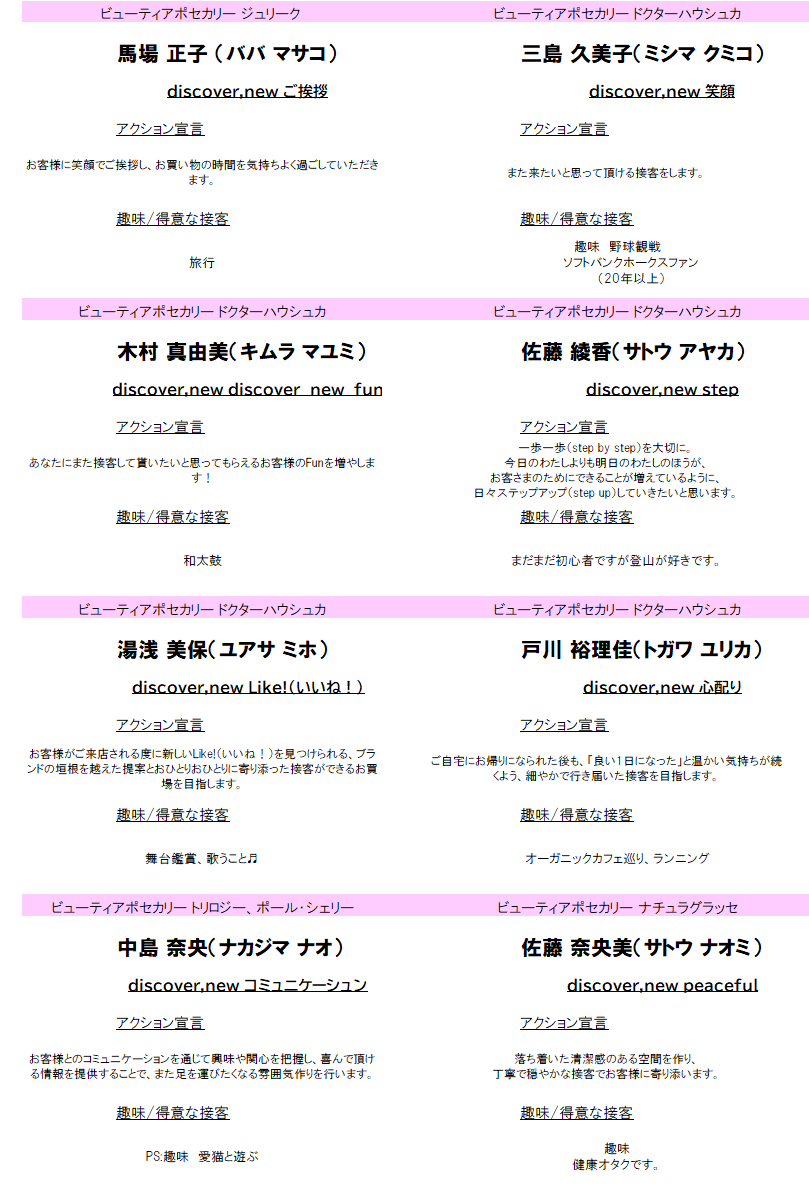 ビューティアポセカリー ジュリーク
馬場 正子（ババ マサコ）
discover,new ご挨拶
アクション宣言
お客様に笑顔でご挨拶し、お買い物の時間を気持ちよく過ごしていただき
ます。
趣味/得意な接客
旅行
ビューティアポセカリー ドクターハウシュカ
三島 久美子（ミシマ クミコ）
discover,new 笑顔
アクション宣言
また来たいと思って頂ける接客をします。
趣味/得意な接客
趣味　野球観戦
ソフトバンクホークスファン
（20年以上）
ビューティアポセカリー ドクターハウシュカ
木村 真由美（キムラ マユミ）
discover,new discover new fun
アクション宣言
あなたにまた接客して貰いたいと思ってもらえるお客様のFunを増やしま
す！
趣味/得意な接客
和太鼓
ビューティアポセカリー ドクターハウシュカ
佐藤 綾香（サトウ アヤカ）
discover,new step
アクション宣言
一歩一歩（step by step）を大切に。
今日のわたしよりも明日のわたしのほうが、
お客さまのためにできることが増えているように、
日々ステップアップ（step up）していきたいと思います。
趣味/得意な接客
まだまだ初心者ですが登山が好きです。
ビューティアポセカリー ドクターハウシュカ
湯浅 美保（ユアサ ミホ）
discover,new Like!（いいね！）
アクション宣言
お客様がご来店される度に新しいLike!（いいね！）を見つけられる、ブラ
ンドの垣根を越えた提案とおひとりおひとりに寄り添った接客ができるお買
場を目指します。
趣味/得意な接客
舞台鑑賞、歌うこと♬
ビューティアポセカリー ドクターハウシュカ
戸川 裕理佳（トガワ ユリカ）
discover,new 心配り
アクション宣言
ご自宅にお帰りになられた後も、「良い1日になった」と温かい気持ちが続
くよう、細やかで行き届いた接客を目指します。
趣味/得意な接客
オーガニックカフェ巡り、ランニング
ビューティアポセカリー トリロジー、ポール・シェリー
中島 奈央（ナカジマ ナオ）
discover,new コミュニケーション
アクション宣言
お客様とのコミュニケーションを通じて興味や関心を把握し、喜んで頂け
る情報を提供することで、また足を運びたくなる雰囲気作りを行います。
趣味/得意な接客
PS:趣味　愛猫と遊ぶ
ビューティアポセカリー ナチュラグラッセ
佐藤 奈央美（サトウ ナオミ）
discover,new peaceful
アクション宣言
落ち着いた清潔感のある空間を作り、
丁寧で穏やかな接客でお客様に寄り添います。
趣味/得意な接客
趣味
健康オタクです。